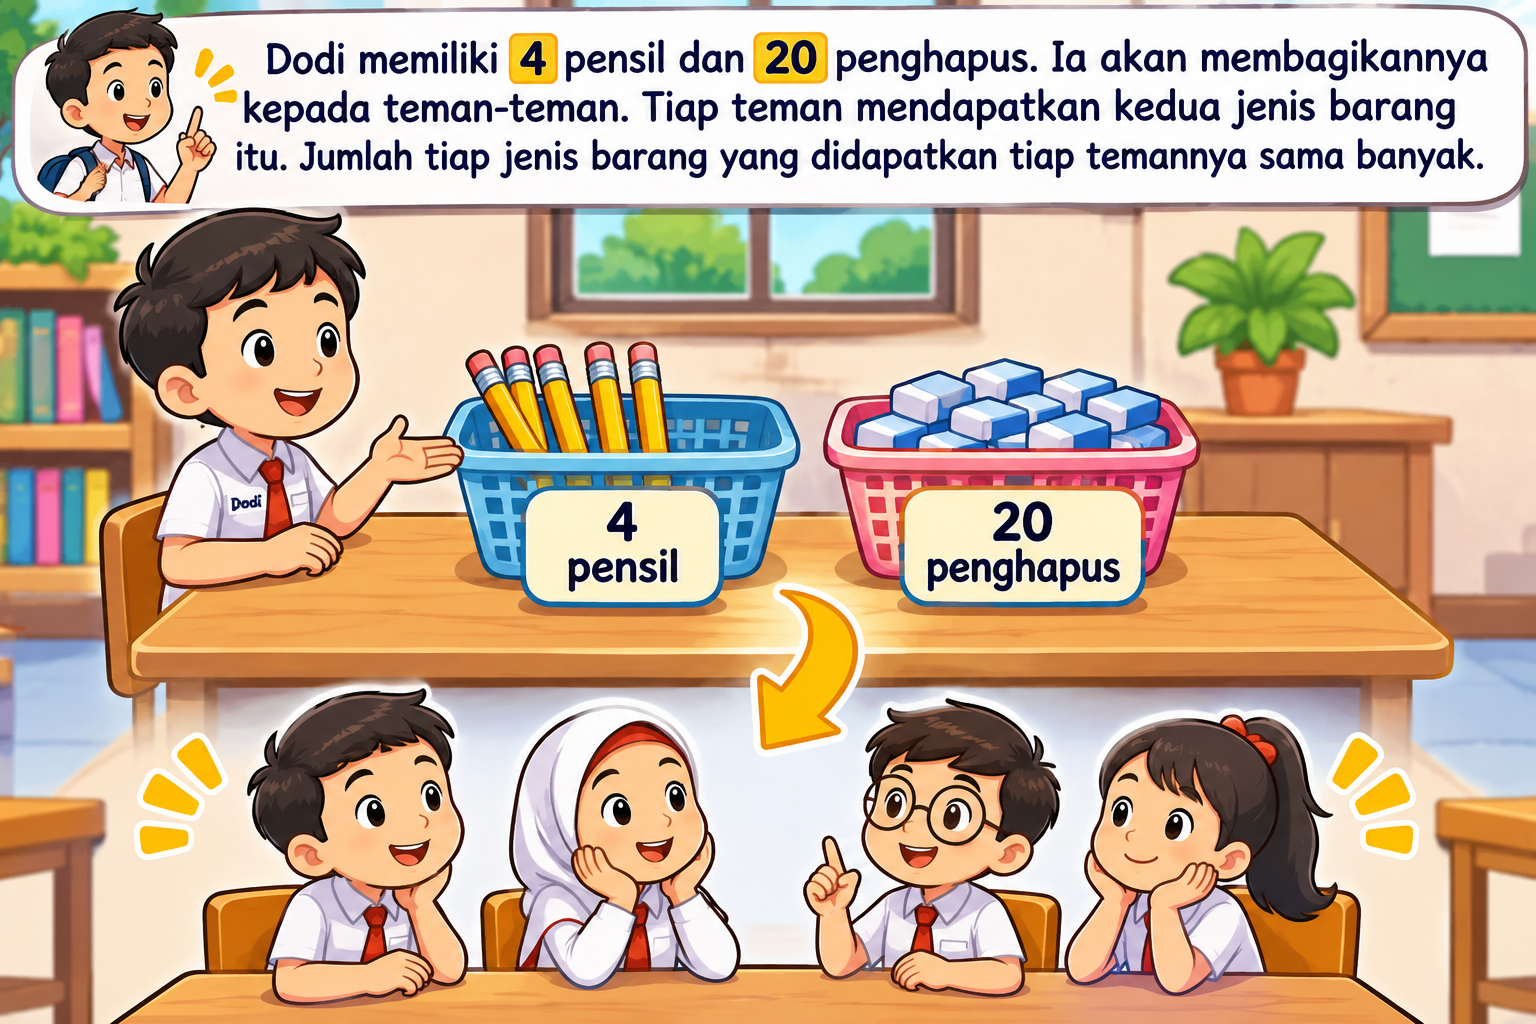 Dodi memiliki 4 pensil dan 20 penghapus. Ia akan membagikannya
kepada teman-teman. Tiap teman mendapatkan kedua jenis barang
itu. Jumlah tiap jenis barang yang didapatkan tiap temannya sama banyak.
Dodi
4
pensil
20
penghapus